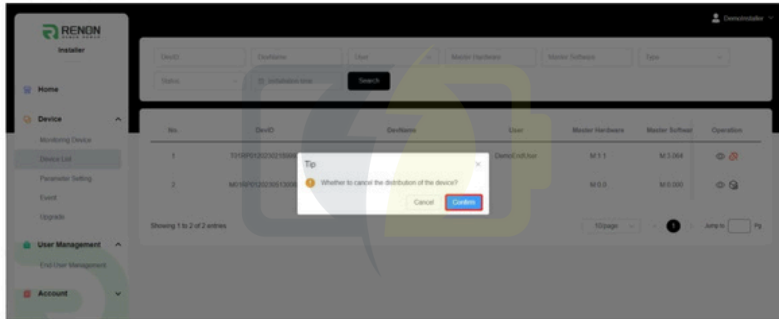 RENON
Installer
DemoInstaller
DevID
DevName
User
Master Hardware
Master Software
Type
Status
Installation time
Search
Home
Device
Monitoring Device
Device List
Parameter Setting
Event
Upgrade
User Management
End User Management
Account
No. DevID DevName User Master Hardware Master Softwar Operation
1 DemoEndUser M:1.1 M:3.064
2 M:0.0 M:0.000
Tip
Whether to cancel the distribution of the device?
Cancel Confirm
Showing 1 to 2 of 2 entries
10/page 1 Jump to Pg